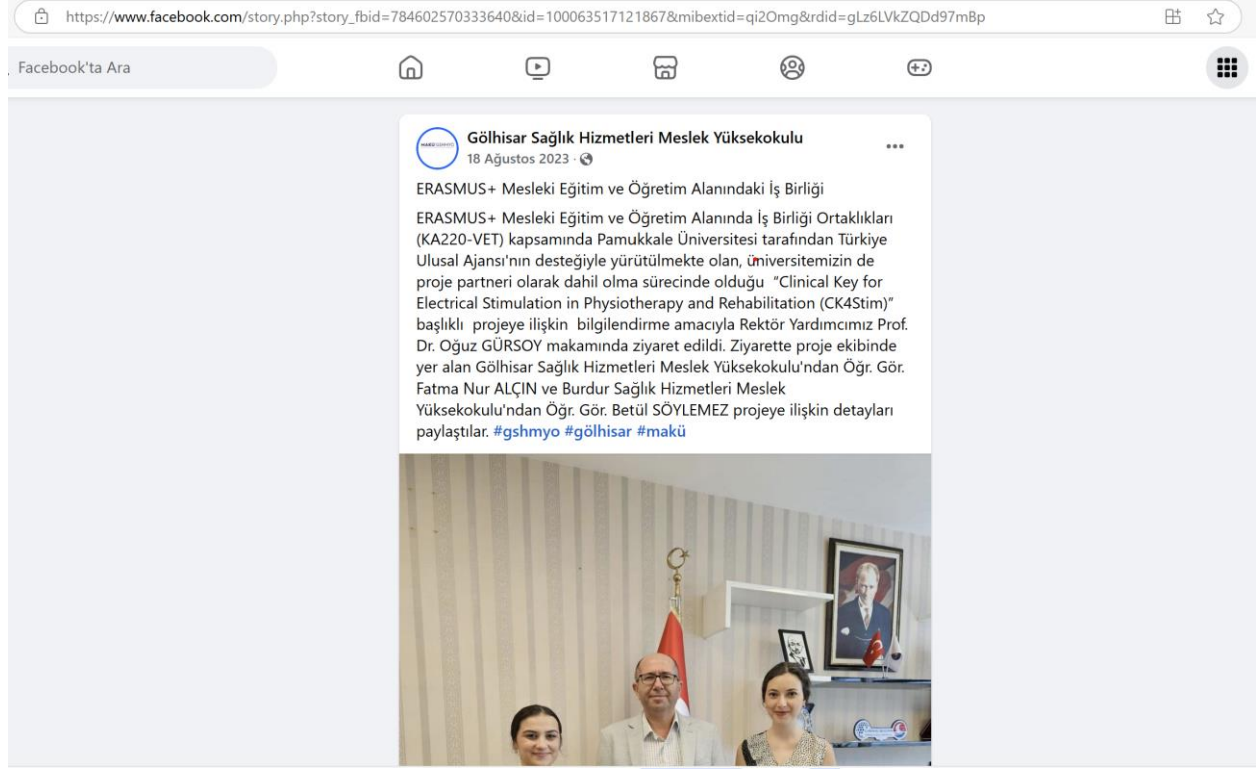 https://www.facebook.com/story.php?story_fbid=784602570333640&id=100063517121867&mibextid=qi2Omg&rdid=gLz6LVkZQDd97mBp
Facebook'ta Ara
Gölhisar Sağlık Hizmetleri Meslek Yüksekokulu
18 Ağustos 2023 ·
ERASMUS+ Mesleki Eğitim ve Öğretim Alanındaki İş Birliği
ERASMUS+ Mesleki Eğitim ve Öğretim Alanında İş Birliği Ortaklıkları
(KA220-VET) kapsamında Pamukkale Üniversitesi tarafından Türkiye
Ulusal Ajansı'nın desteğiyle yürütülmekte olan, üniversitemizin de
proje partneri olarak dahil olma sürecinde olduğu "Clinical Key for
Electrical Stimulation in Physiotherapy and Rehabilitation (CK4Stim)"
başlıklı projeye ilişkin bilgilendirme amacıyla Rektör Yardımcımız Prof.
Dr. Oğuz GÜRSOY makamında ziyaret edildi. Ziyarette proje ekibinde
yer alan Gölhisar Sağlık Hizmetleri Meslek Yüksekokulu'ndan Öğr. Gör.
Fatma Nur ALÇIN ve Burdur Sağlık Hizmetleri Meslek
Yüksekokulu'ndan Öğr. Gör. Betül SÖYLEMEZ projeye ilişkin detayları
paylaştılar. #gshmyo #gölhisar #makü